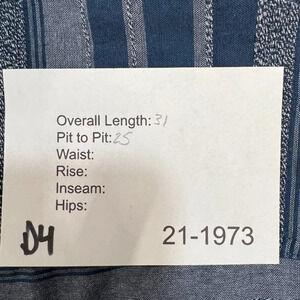 Overall Length: 31
Pit to Pit: 25
Waist:
Rise:
Inseam:
Hips:
D4
21-1973